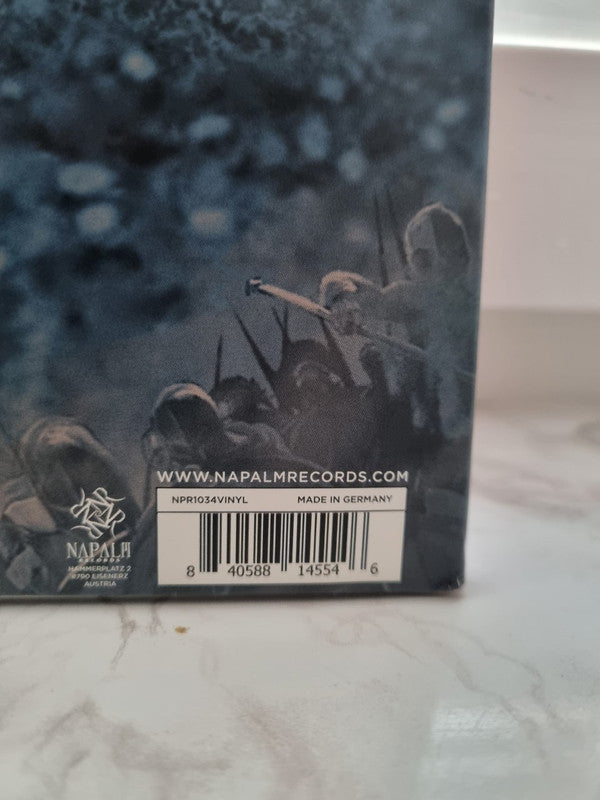 WWW.NAPALMRECORDS.COM
NPR1034VINYL MADE IN GERMANY
8 40588 14554 6
NAPALM
RECORDS
HAMMERPLATZ 2
8790 EISENERZ
AUSTRIA